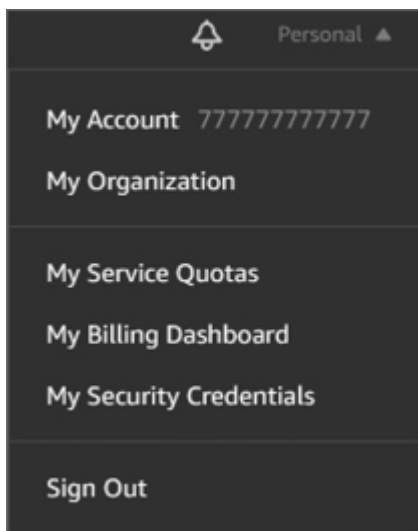 Personal
My Account 777777777777
My Organization
My Service Quotas
My Billing Dashboard
My Security Credentials
Sign Out